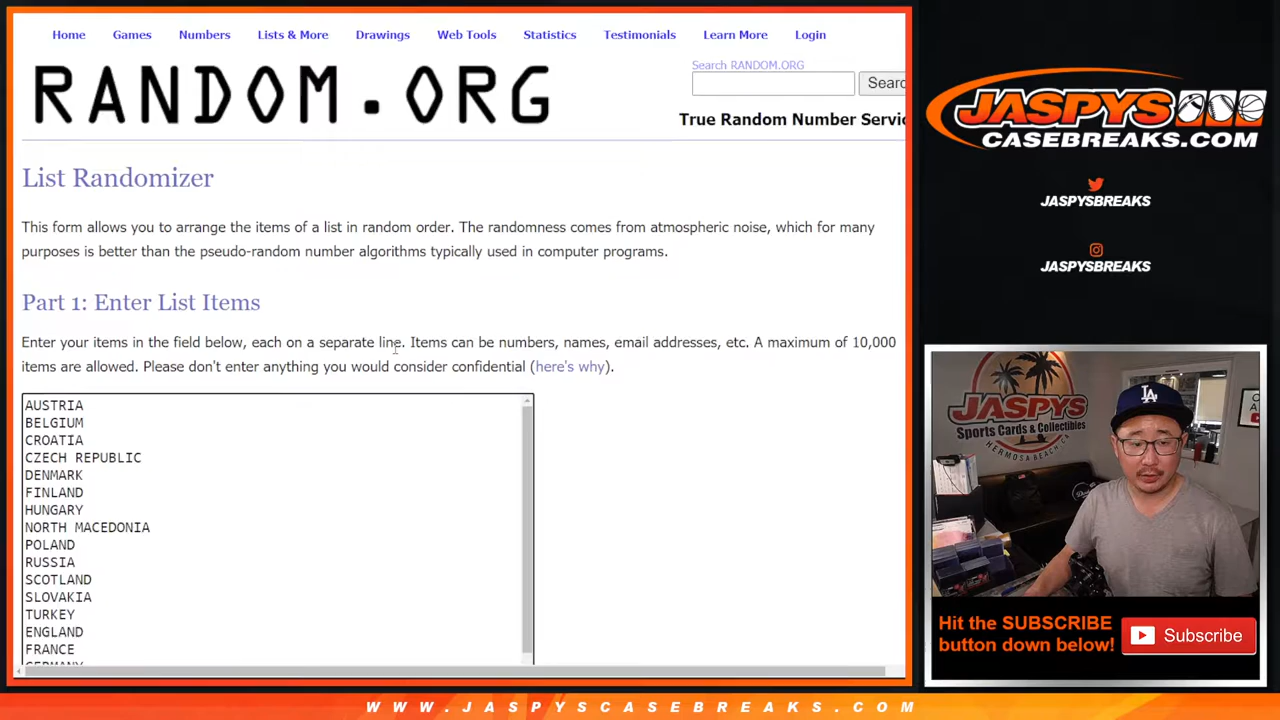 Home Games Numbers Lists & More Drawings Web Tools Statistics Testimonials Learn More Login
RANDOM.ORG
Search RANDOM.ORG
Searc
True Random Number Servic
List Randomizer
This form allows you to arrange the items of a list in random order. The randomness comes from atmospheric noise, which for many
purposes is better than the pseudo-random number algorithms typically used in computer programs.
Part 1: Enter List Items
Enter your items in the field below, each on a separate line. Items can be numbers, names, email addresses, etc. A maximum of 10,000
items are allowed. Please don't enter anything you would consider confidential (here's why).
AUSTRIA
BELGIUM
CROATIA
CZECH REPUBLIC
DENMARK
FINLAND
HUNGARY
NORTH MACEDONIA
POLAND
RUSSIA
SCOTLAND
SLOVAKIA
TURKEY
ENGLAND
FRANCE
GERMANY
JASPYS
CASEBREAKS.COM
JASPYSBREAKS
JASPYSBREAKS
JASPYS
Sports Cards & Collectibles
HERMOSA BEACH, CA
LA
Hit the SUBSCRIBE
button down below!
Subscribe
WWW.JASPYSCASEBREAKS.COM